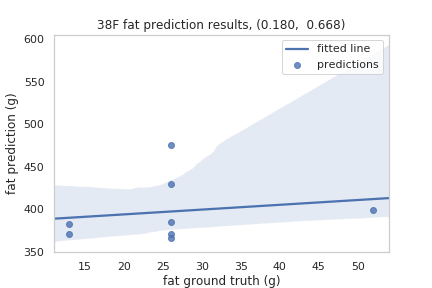 38F fat prediction results, (0.180,  0.668)
fitted line
predictions
fat prediction (g)
600
550
500
450
400
350
15 20 25 30 35 40 45 50
fat ground truth (g)